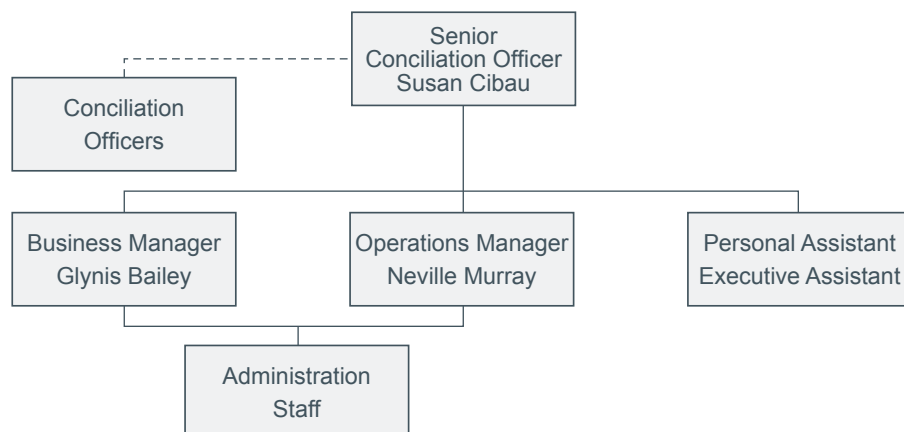 Senior
Conciliation Officer
Susan Cibau
Conciliation
Officers
Business Manager
Glynis Bailey
Operations Manager
Neville Murray
Personal Assistant
Executive Assistant
Administration
Staff